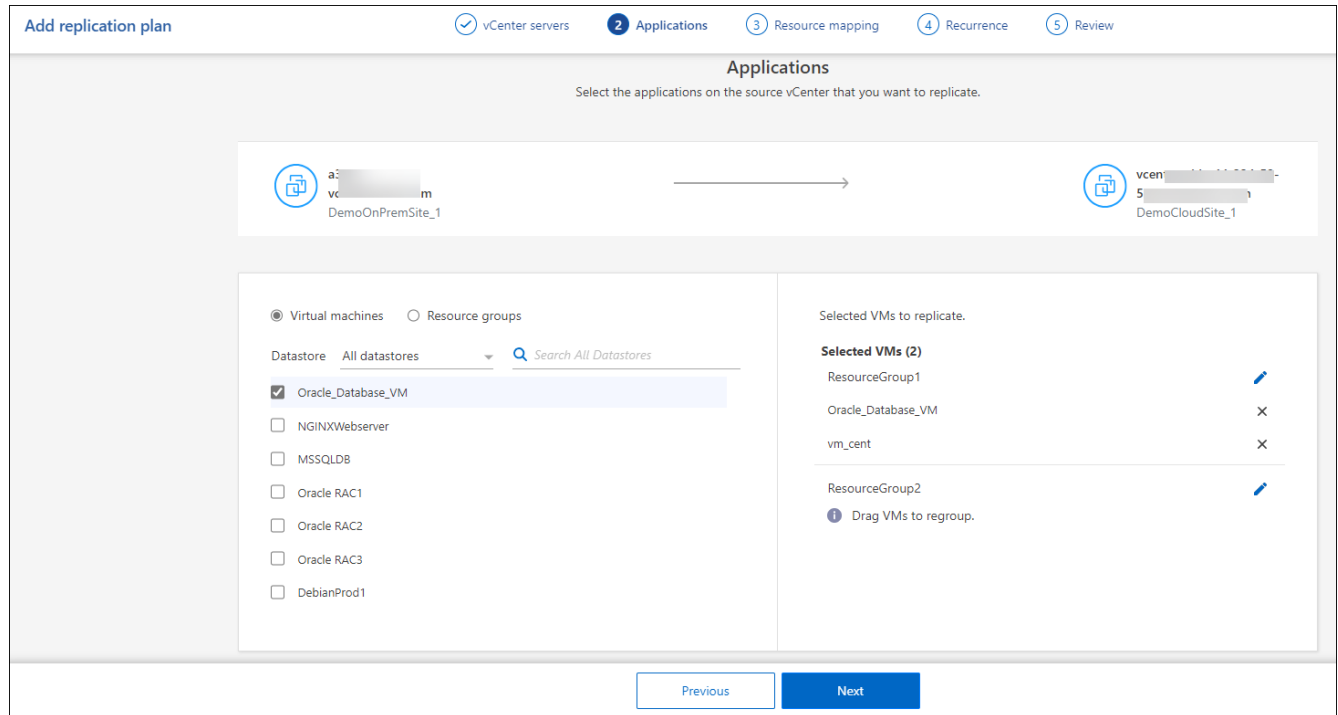 Add replication plan
vCenter servers
2 Applications
3 Resource mapping
4 Recurrence
5 Review
Applications
Select the applications on the source vCenter that you want to replicate.
m
DemoOnPremSite_1
DemoCloudSite_1
Virtual machines
Resource groups
Datastore All datastores
Search All Datastores
Oracle_Database_VM
NGINXWebserver
MSSQLDB
Oracle RAC1
Oracle RAC2
Oracle RAC3
DebianProd1
Selected VMs to replicate.
Selected VMs (2)
ResourceGroup1
Oracle_Database_VM
vm_cent
ResourceGroup2
Drag VMs to regroup.
Previous
Next